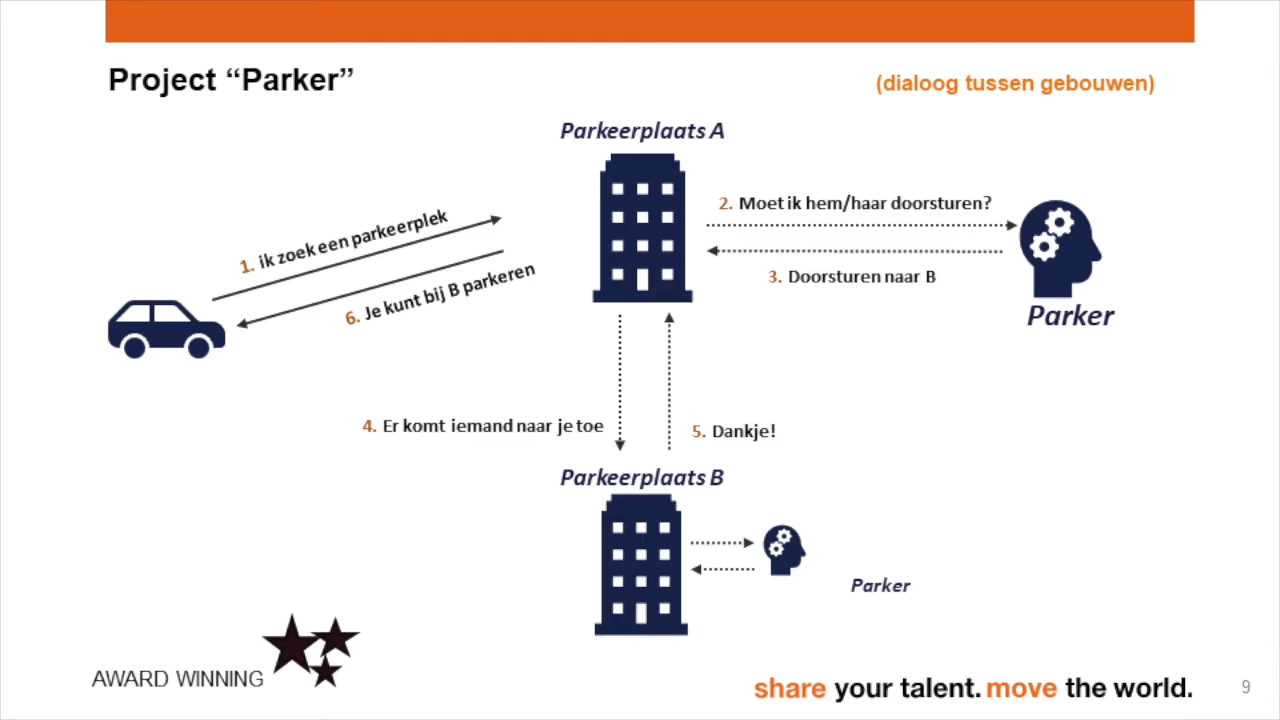 Project “Parker”
(dialoog tussen gebouwen)
Parkeerplaats A
1. ik zoek een parkeerplek
2. Moet ik hem/haar doorsturen?
3. Doorsturen naar B
Parker
6. Je kunt bij B parkeren
4. Er komt iemand naar je toe
5. Dankje!
Parkeerplaats B
Parker
AWARD WINNING
share your talent. move the world.
9